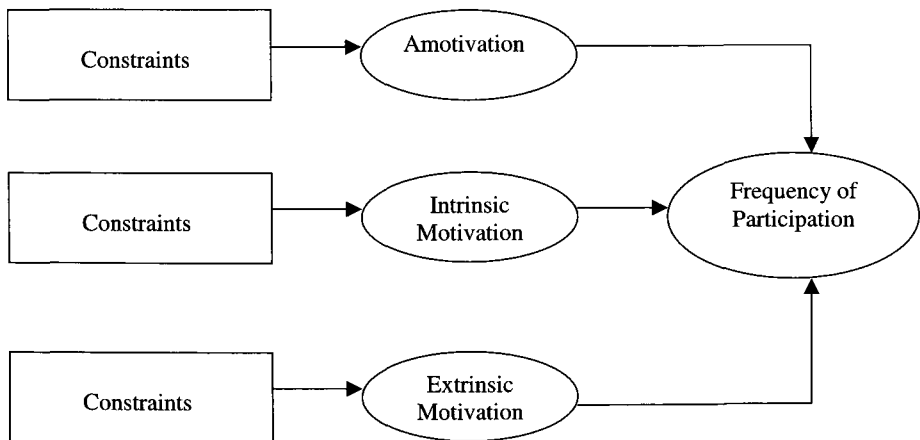 Constraints
Amotivation
Constraints
Intrinsic
Motivation
Frequency of
Participation
Constraints
Extrinsic
Motivation